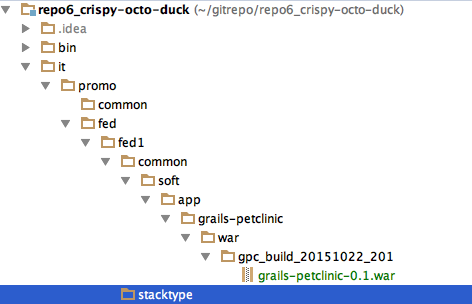 repo6_crispy-octo-duck (~/gitrepo/repo6_crispy-octo-duck)
.idea
bin
it
promo
common
fed
fed1
common
soft
app
grails-petclinic
war
gpc_build_20151022_201
grails-petclinic-0.1.war
stacktype